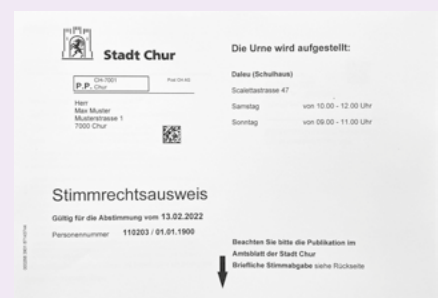 Stadt Chur
P.P. CH-7001
Chur
Post CH AG
Herr
Max Muster
Musterstrasse 1
7000 Chur
Stimmrechtsausweis
Gültig für die Abstimmung vom 13.02.2022
Personennummer 110203 / 01.01.1900
Die Urne wird aufgestellt:
Daleu (Schulhaus)
Scalettastrasse 47
Samstag von 10.00 - 12.00 Uhr
Sonntag von 09.00 - 11.00 Uhr
Beachten Sie bitte die Publikation im
Amtsblatt der Stadt Chur
Briefliche Stimmabgabe siehe Rückseite